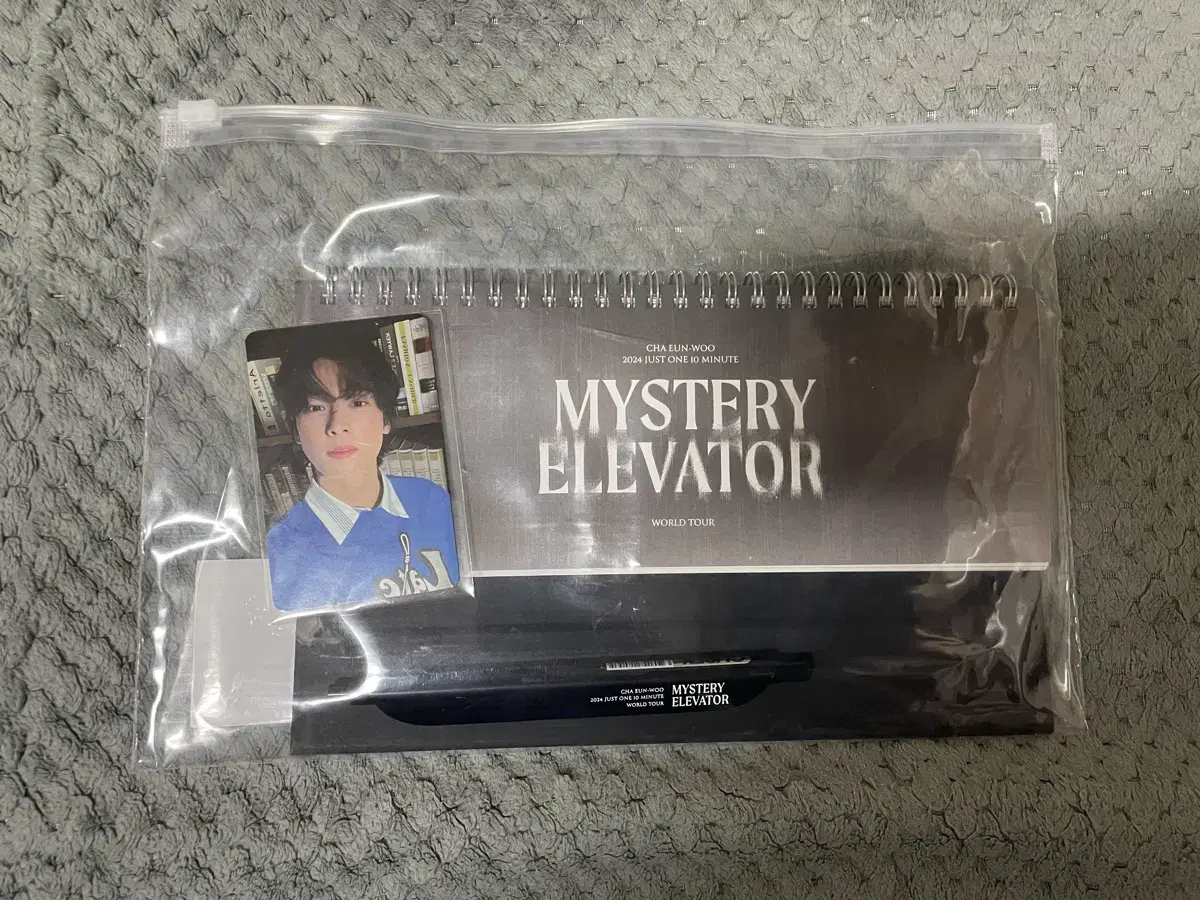 CHA EUN-WOO
2024 JUST ONE 10 MINUTE
MYSTERY
ELEVATOR
WORLD TOUR
CHA EUN-WOO
2024 JUST ONE 10 MINUTE
WORLD TOUR
MYSTERY
ELEVATOR